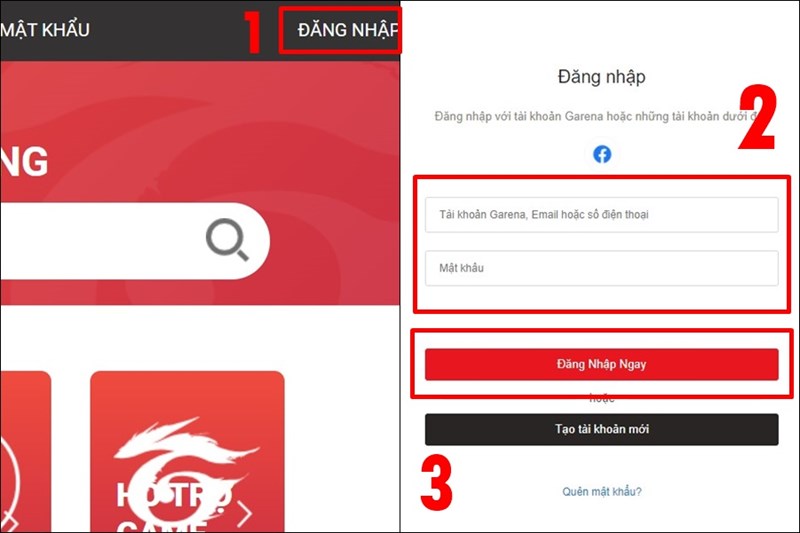 MẬT KHẨU
1
ĐĂNG NHẬP
NG
HỖ TRỢ
GAME
Đăng nhập
2
Đăng nhập với tài khoản Garena hoặc những tài khoản dưới đ
Tài khoản Garena, Email hoặc số điện thoại
Mật khẩu
Đăng Nhập Ngay
hoặc
Tạo tài khoản mới
3
Quên mật khẩu?